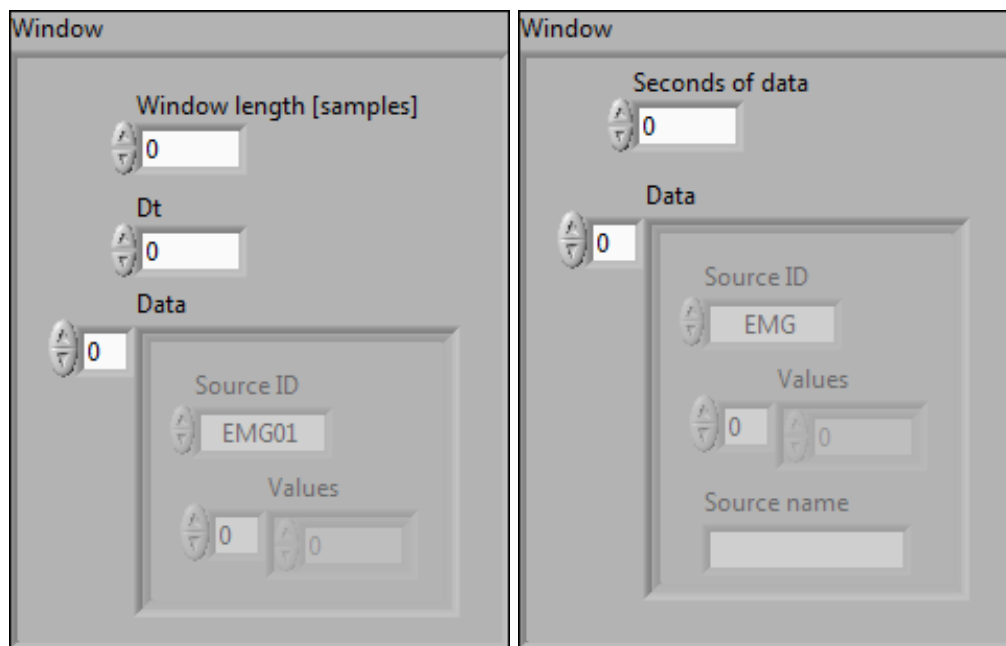 Window
Window length [samples]
0
Dt
0
Data
0
Source ID
EMG01
Values
0
0
Window
Seconds of data
0
Data
0
Source ID
EMG
Values
0
0
Source name